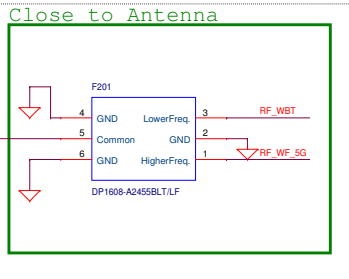 Close to Antenna
F201
4 GND LowerFreq. 3 RF_WBT
5 Common GND 2
6 GND HigherFreq. 1 RF_WF_5G
DP1608-A2455BLT/LF